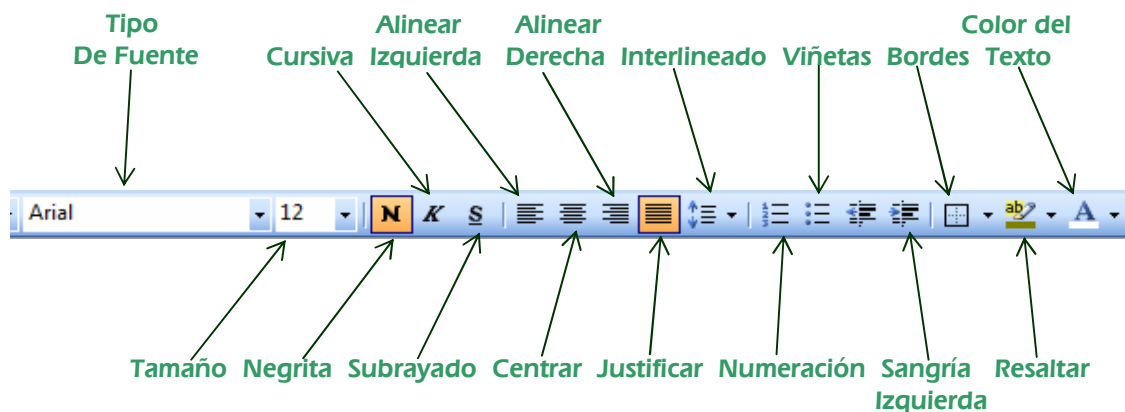 Tipo
De Fuente
Cursiva
Alinear
Izquierda
Alinear
Derecha
Interlineado
Viñetas
Bordes
Color del
Texto
Arial
12
N
K
S
ab
A
Tamaño
Negrita
Subrayado
Centrar
Justificar
Numeración
Sangría
Izquierda
Resaltar